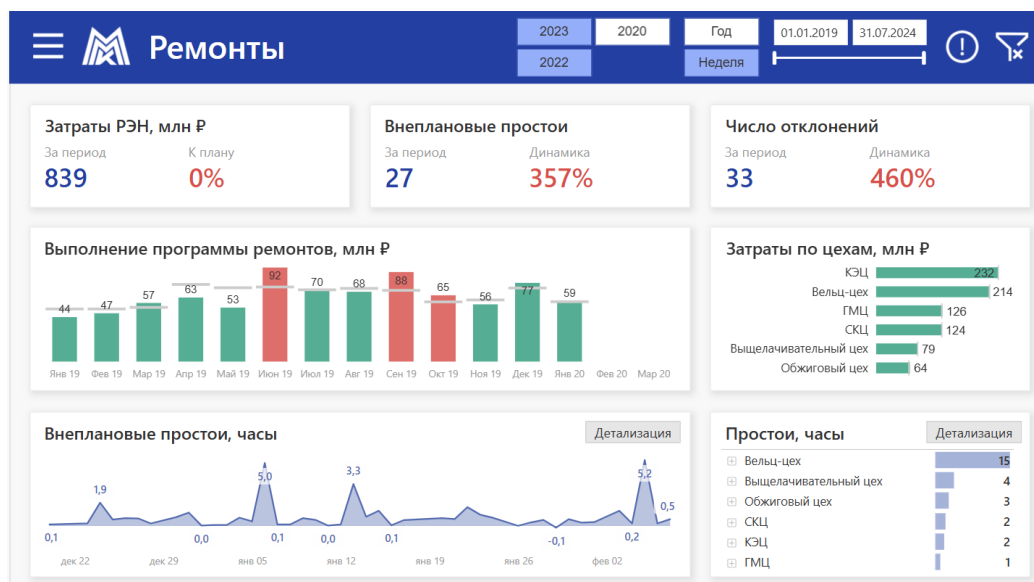 Ремонты
2023 2020 Год 01.01.2019 31.07.2024
2022 Неделя
Затраты РЭН, млн ₽
За период К плану
839 0%
Внеплановые простои
За период Динамика
27 357%
Число отклонений
За период Динамика
33 460%
Выполнение программы ремонтов, млн ₽
44 47 57 63 53 92 70 68 88 65 56 77 59
Янв 19 Фев 19 Мар 19 Апр 19 Май 19 Июн 19 Июл 19 Авг 19 Сен 19 Окт 19 Ноя 19 Дек 19 Янв 20 Фев 20 Мар 20
Затраты по цехам, млн ₽
КЭЦ 232
Вельц-цех 214
ГМЦ 126
СКЦ 124
Выщелачивательный цех 79
Обжиговый цех 64
Внеплановые простои, часы
Детализация
0,1 1,9 0,0 5,0 0,1 0,0 3,3 0,1 -0,1 0,2 5,2 0,5
дек 22 дек 29 янв 05 янв 12 янв 19 янв 26 фев 02
Простои, часы
Детализация
Вельц-цех 15
Выщелачивательный цех 4
Обжиговый цех 3
СКЦ 2
КЭЦ 2
ГМЦ 1